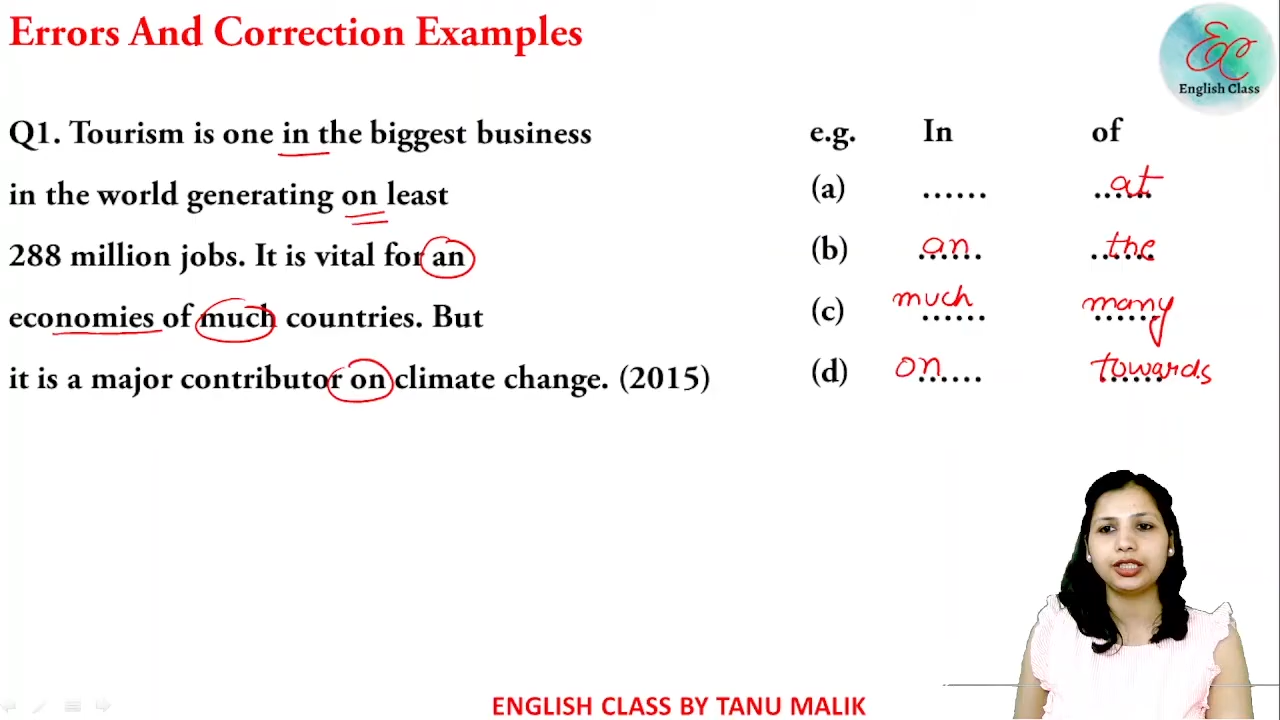 Errors And Correction Examples
EC
English Class
Q1. Tourism is one in the biggest business e.g. In of
in the world generating on least (a) ...... at
288 million jobs. It is vital for an (b) an the
economies of much countries. But (c) much many
it is a major contributor on climate change. (2015) (d) on towards
ENGLISH CLASS BY TANU MALIK